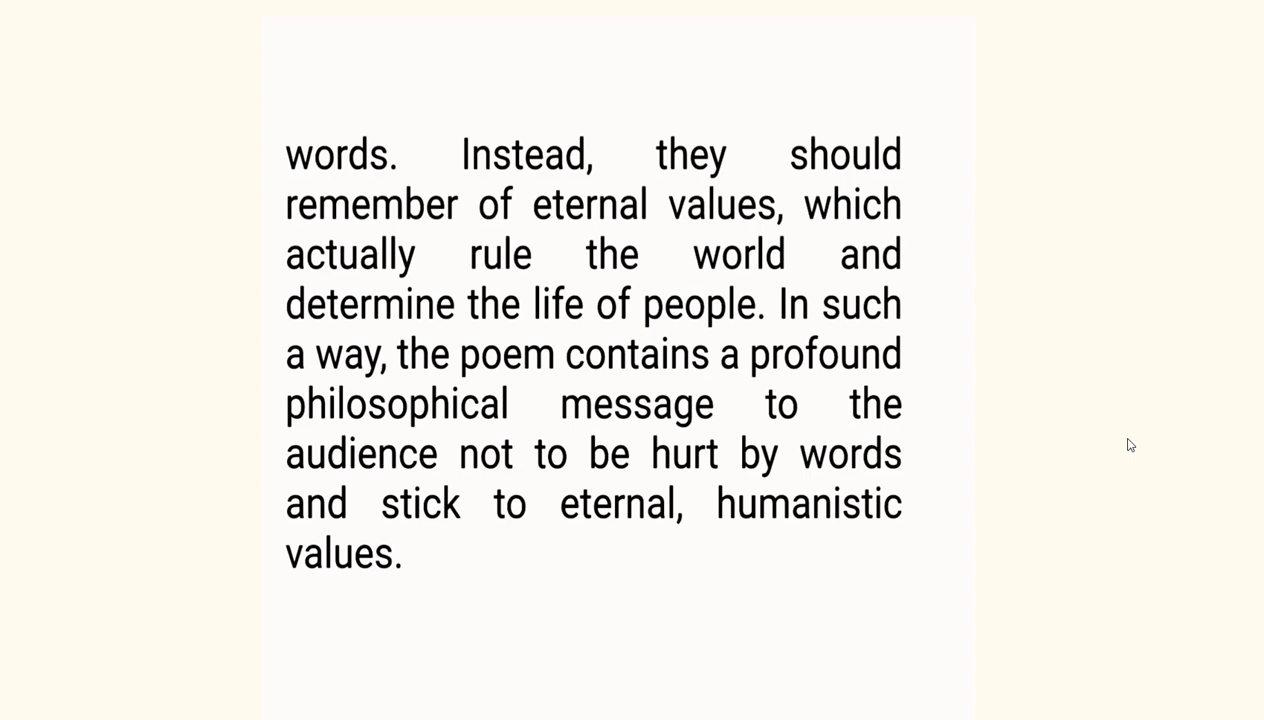 words. Instead, they should
remember of eternal values, which
actually rule the world and
determine the life of people. In such
a way, the poem contains a profound
philosophical message to the
audience not to be hurt by words
and stick to eternal, humanistic
values.